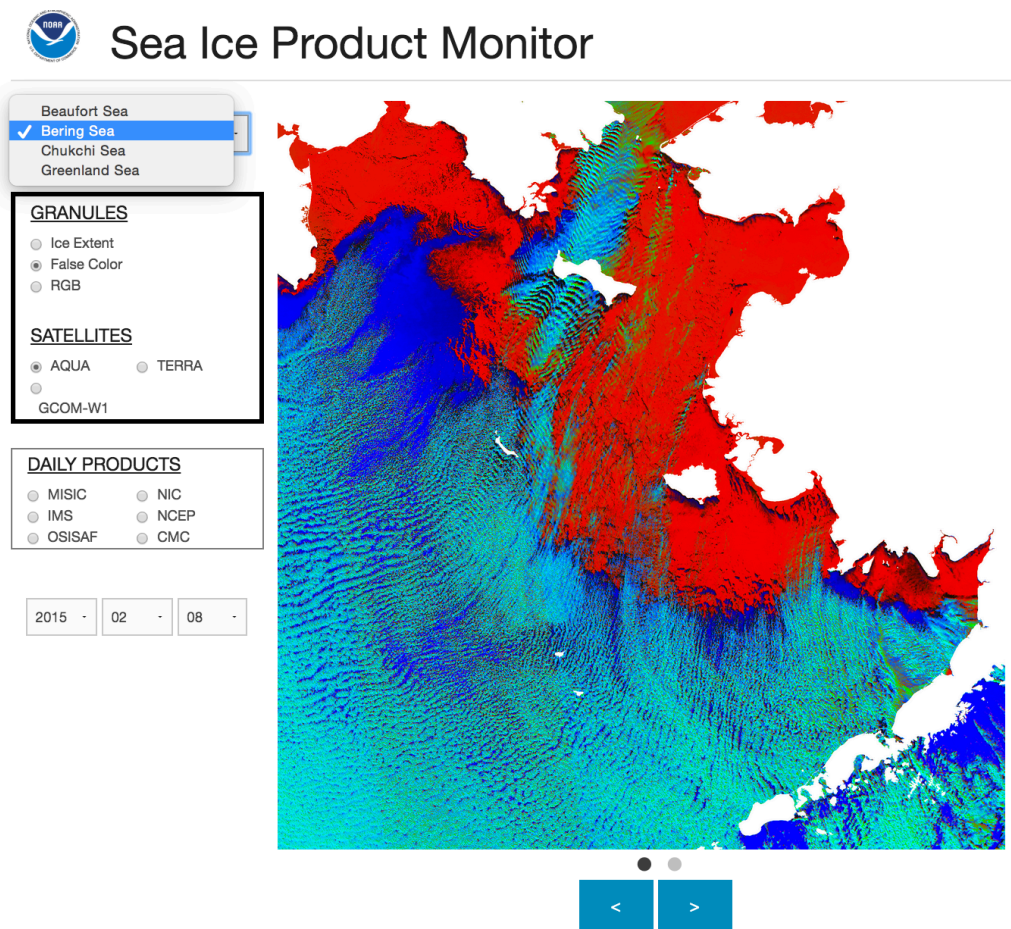 NOAA
Sea Ice Product Monitor
Beaufort Sea
✓ Bering Sea
Chukchi Sea
Greenland Sea
GRANULES
Ice Extent
False Color
RGB
SATELLITES
AQUA TERRA
GCOM-W1
DAILY PRODUCTS
MISIC NIC
IMS NCEP
OSISAF CMC
2015 - 02 - 08 -
< >